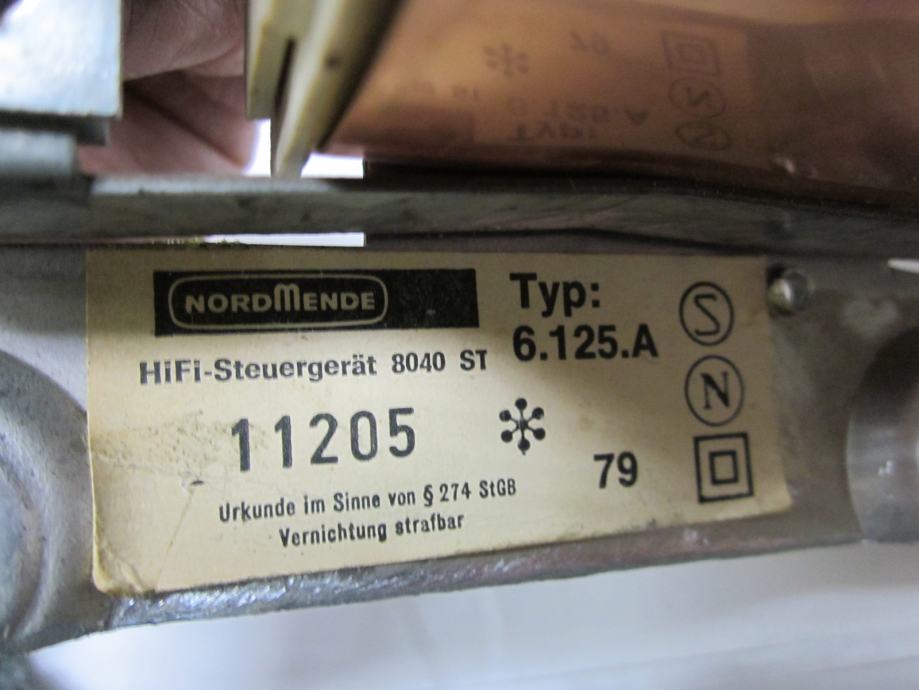 NORDMENDE
Typ:
6.125.A
HiFi-Steuergerät 8040 ST
11205
79
Urkunde im Sinne von § 274 StGB
Vernichtung strafbar
S
N